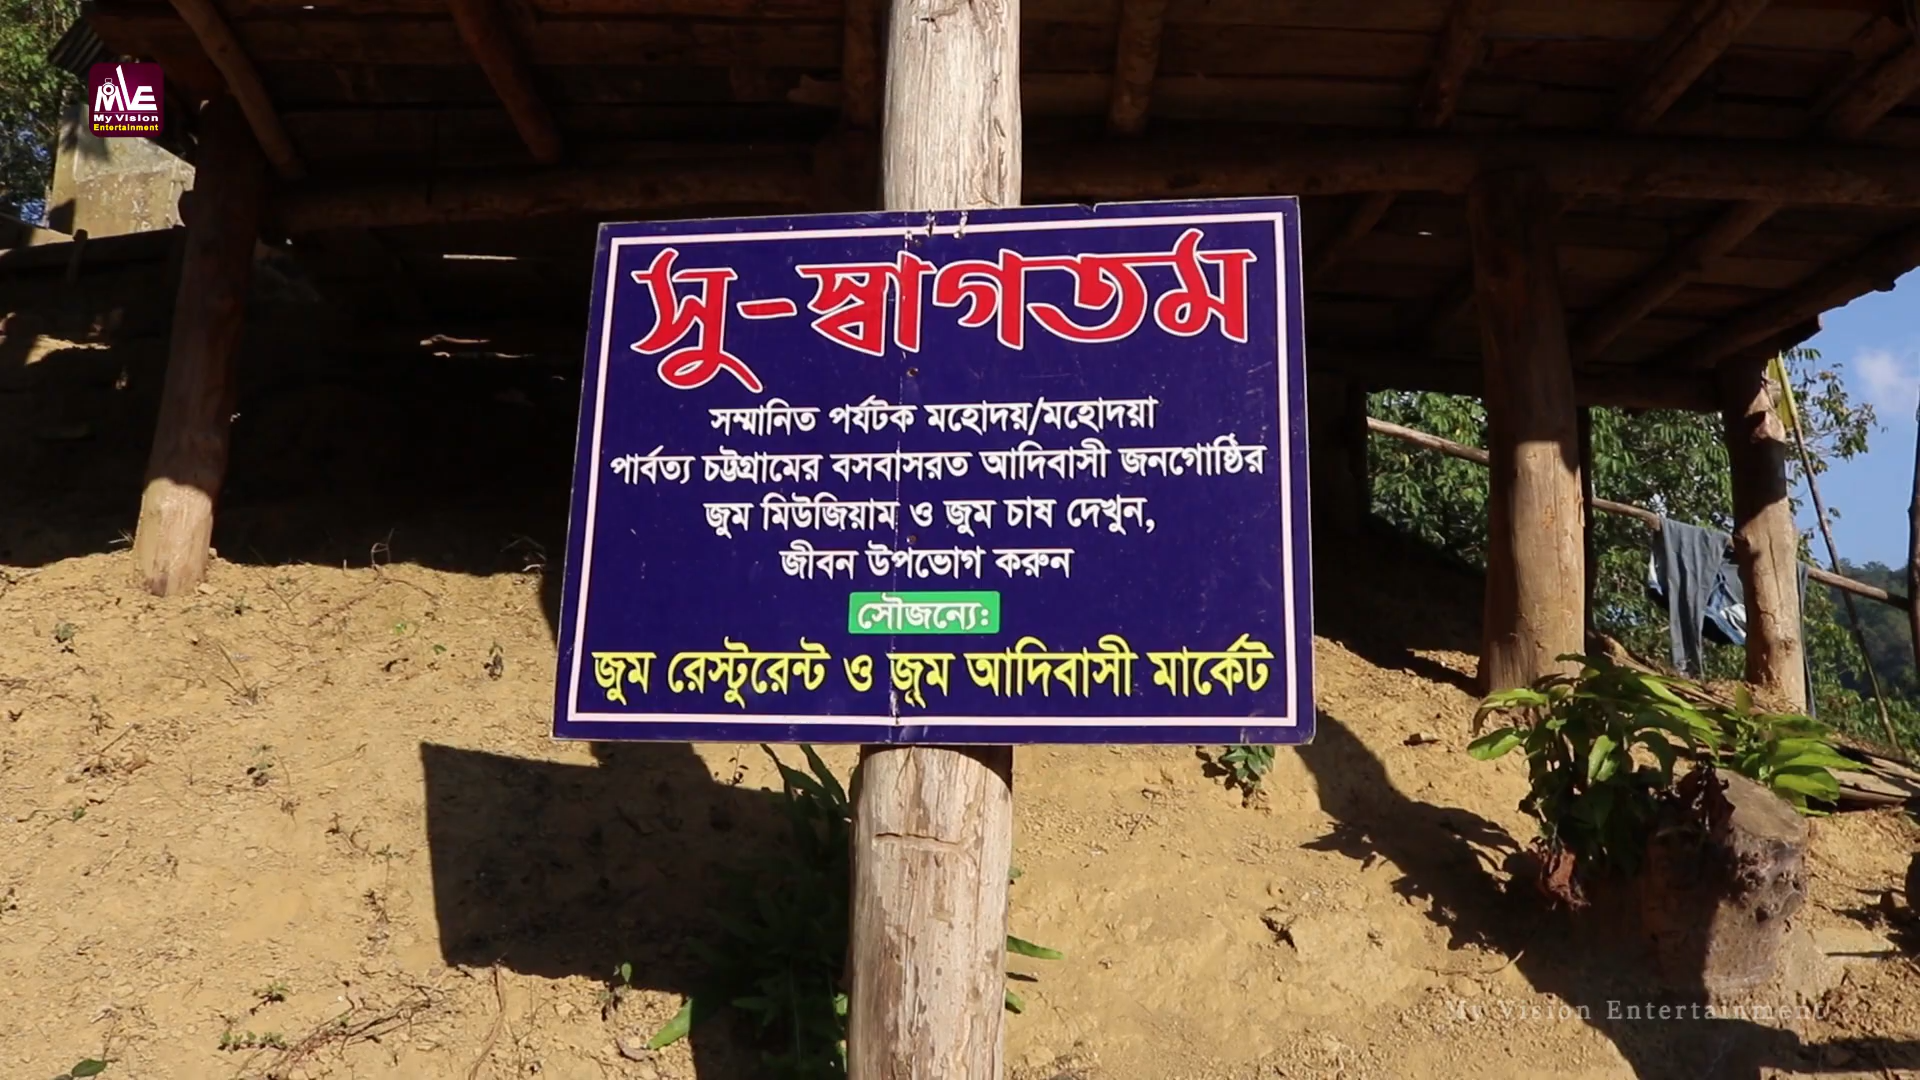 MVE
My Vision
Entertainment
সু-স্বাগতম
সম্মানিত পর্যটক মহোদয়/মহোদয়া
পার্বত্য চট্টগ্রামের বসবাসরত আদিবাসী জনগোষ্ঠির
জুম মিউজিয়াম ও জুম চাষ দেখুন,
জীবন উপভোগ করুন
সৌজন্যে:
জুম রেস্টুরেন্ট ও জূম আদিবাসী মার্কেট
My Vision Entertainment